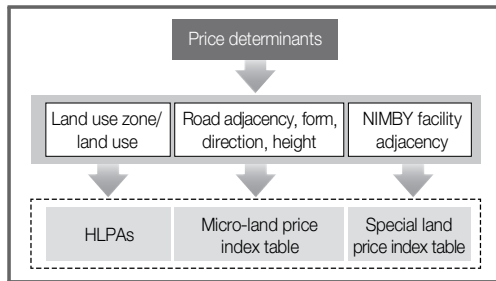 Price determinants
Land use zone/
land use
Road adjacency, form,
direction, height
NIMBY facility
adjacency
HLPAs
Micro-land price
index table
Special land
price index table